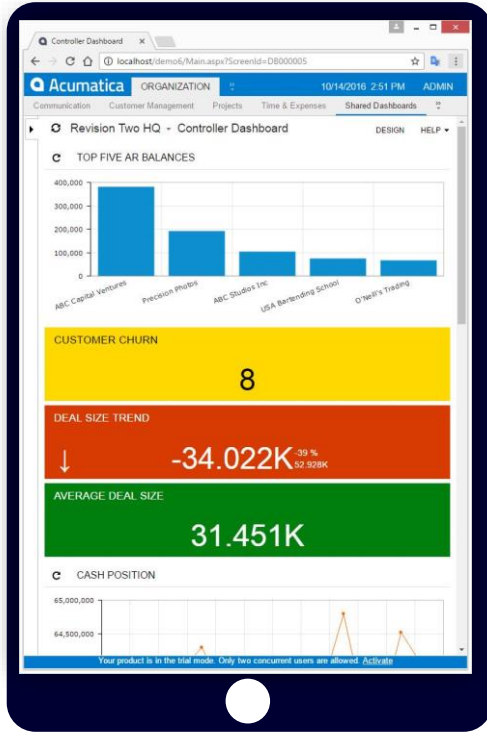 Controller Dashboard
localhost/demo6/Main.aspx?ScreenId=DB000005
Acumatica ORGANIZATION 10/14/2016 2:51 PM ADMIN
Communication Customer Management Projects Time & Expenses Shared Dashboards
Revision Two HQ - Controller Dashboard DESIGN HELP
TOP FIVE AR BALANCES
400,000
300,000
200,000
100,000
0
ABC Capital Ventures Precision Photos ABC Studios Inc USA Bartending School O'Neill's Trading
CUSTOMER CHURN
8
DEAL SIZE TREND
-34.022K -39 %
52.928K
AVERAGE DEAL SIZE
31.451K
CASH POSITION
65,000,000
64,500,000
Your product is in the trial mode. Only two concurrent users are allowed. Activate